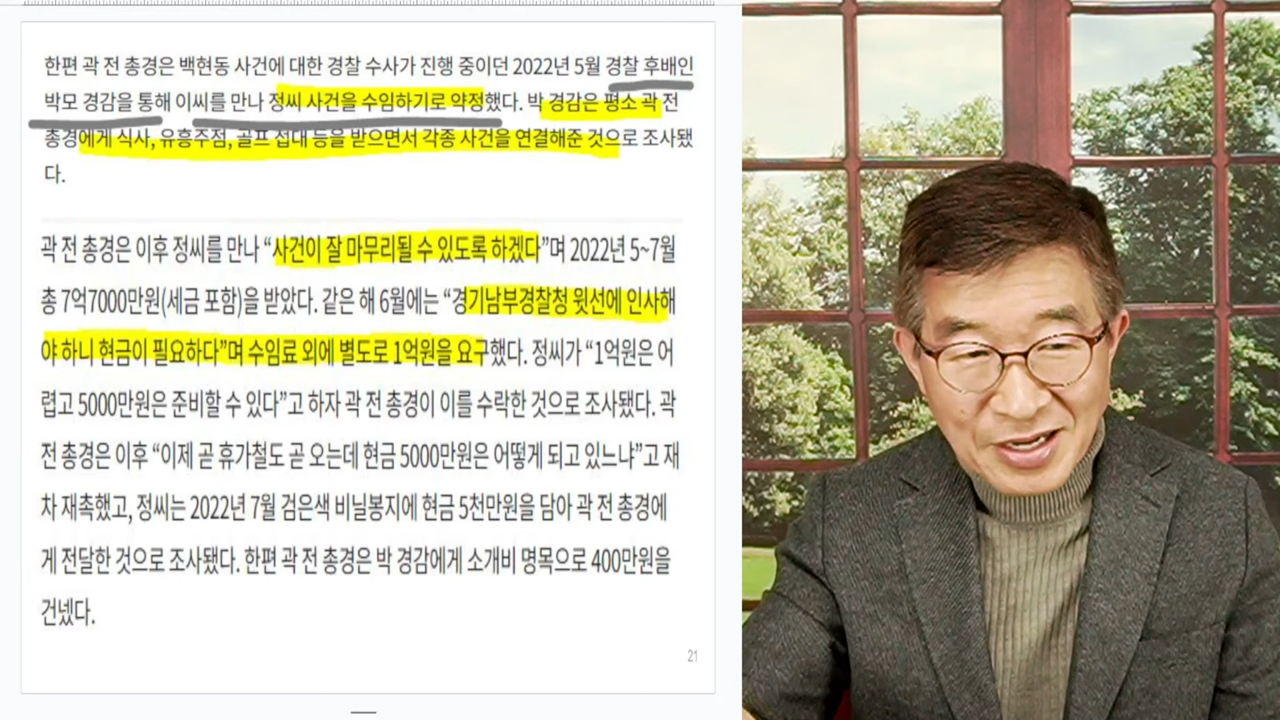 한편 곽 전 총경은 백현동 사건에 대한 경찰 수사가 진행 중이던 2022년 5월 경찰 후배인
박모 경감을 통해 이씨를 만나 정씨 사건을 수임하기로 약정했다. 박 경감은 평소 곽 전
총경에게 식사, 유흥주점, 골프 접대 등을 받으면서 각종 사건을 연결해준 것으로 조사됐
다.
곽 전 총경은 이후 정씨를 만나 “사건이 잘 마무리될 수 있도록 하겠다”며 2022년 5~7월
총 7억7000만원(세금 포함)을 받았다. 같은 해 6월에는 “경기남부경찰청 윗선에 인사해
야 하니 현금이 필요하다”며 수임료 외에 별도로 1억원을 요구했다. 정씨가 “1억원은 어
렵고 5000만원은 준비할 수 있다”고 하자 곽 전 총경이 이를 수락한 것으로 조사됐다. 곽
전 총경은 이후 “이제 곧 휴가철도 곧 오는데 현금 5000만원은 어떻게 되고 있느냐”고 재
차 재촉했고, 정씨는 2022년 7월 검은색 비닐봉지에 현금 5천만원을 담아 곽 전 총경에
게 전달한 것으로 조사됐다. 한편 곽 전 총경은 박 경감에게 소개비 명목으로 400만원을
건넸다.
21